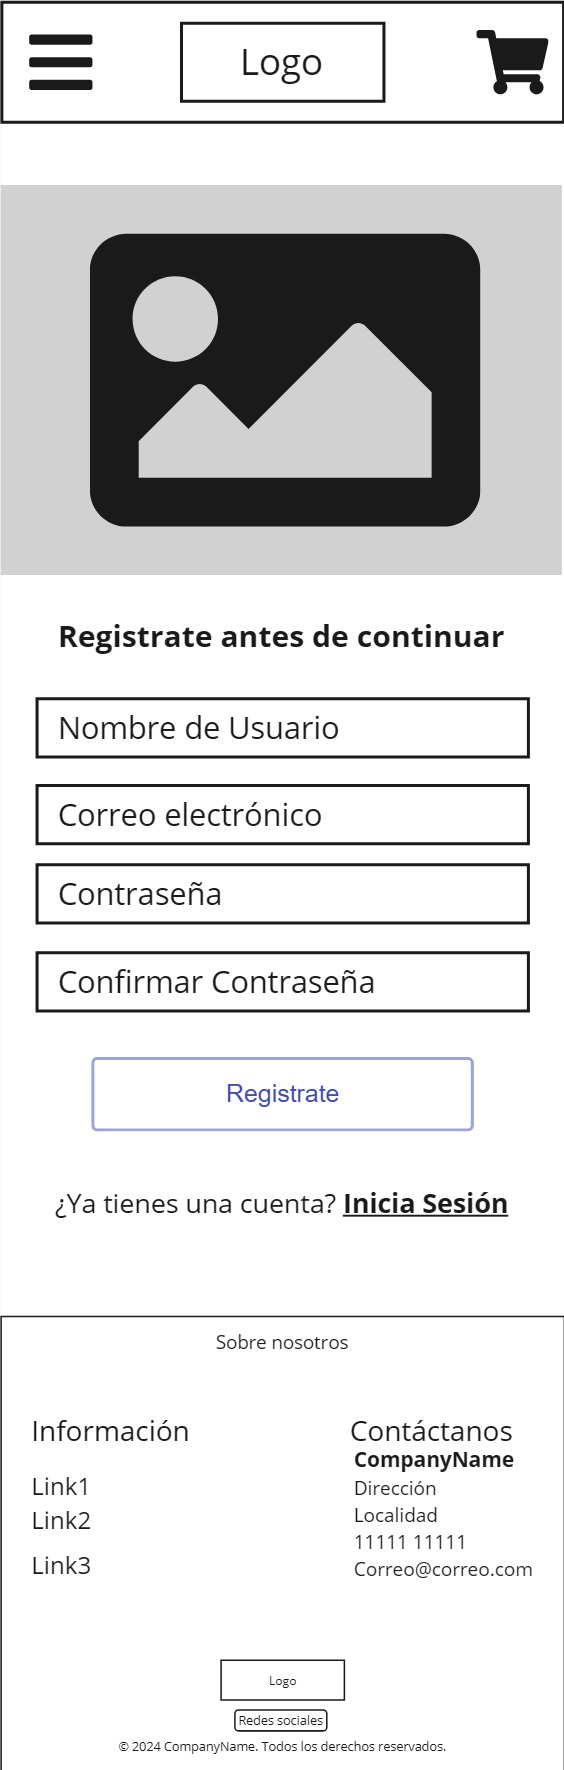 Logo
Registrate antes de continuar
Nombre de Usuario
Correo electrónico
Contraseña
Confirmar Contraseña
Registrate
¿Ya tienes una cuenta? Inicia Sesión
Sobre nosotros
Información
Link1
Link2
Link3
Contáctanos
CompanyName
Dirección
Localidad
11111 11111
Correo@correo.com
Logo
Redes sociales
© 2024 CompanyName. Todos los derechos reservados.